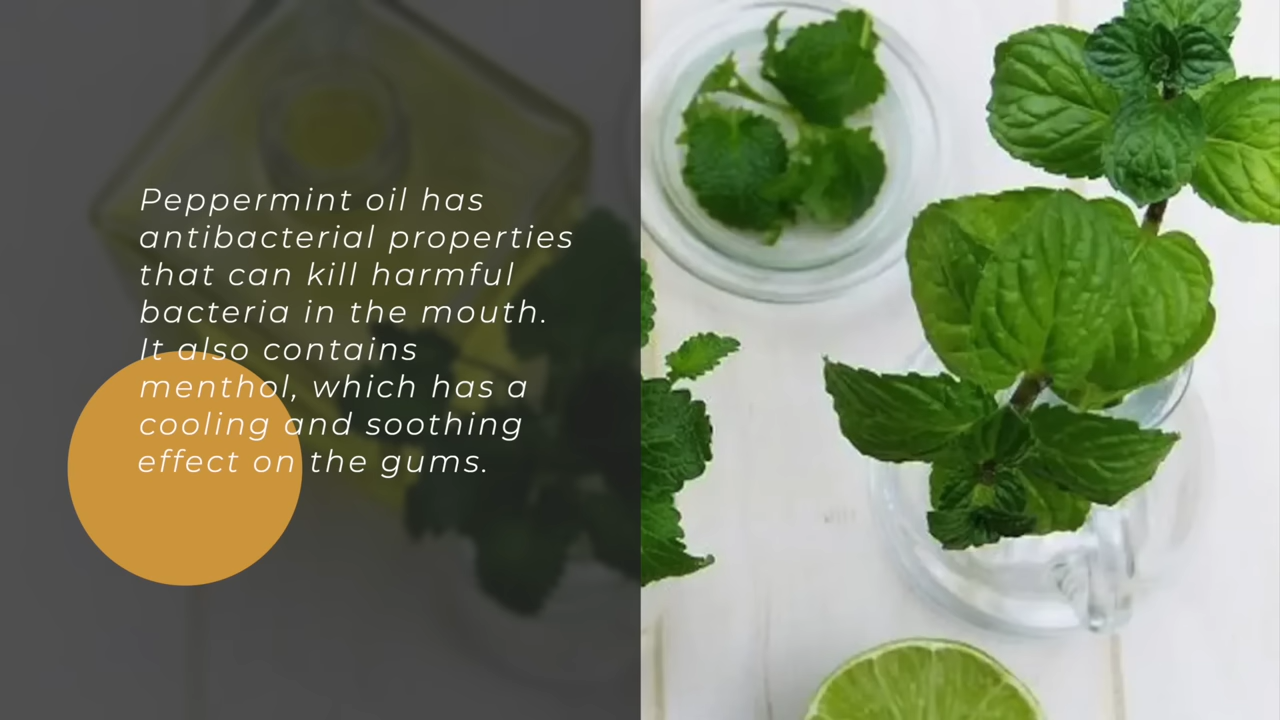 Peppermint oil has
antibacterial properties
that can kill harmful
bacteria in the mouth.
It also contains
menthol, which has a
cooling and soothing
effect on the gums.